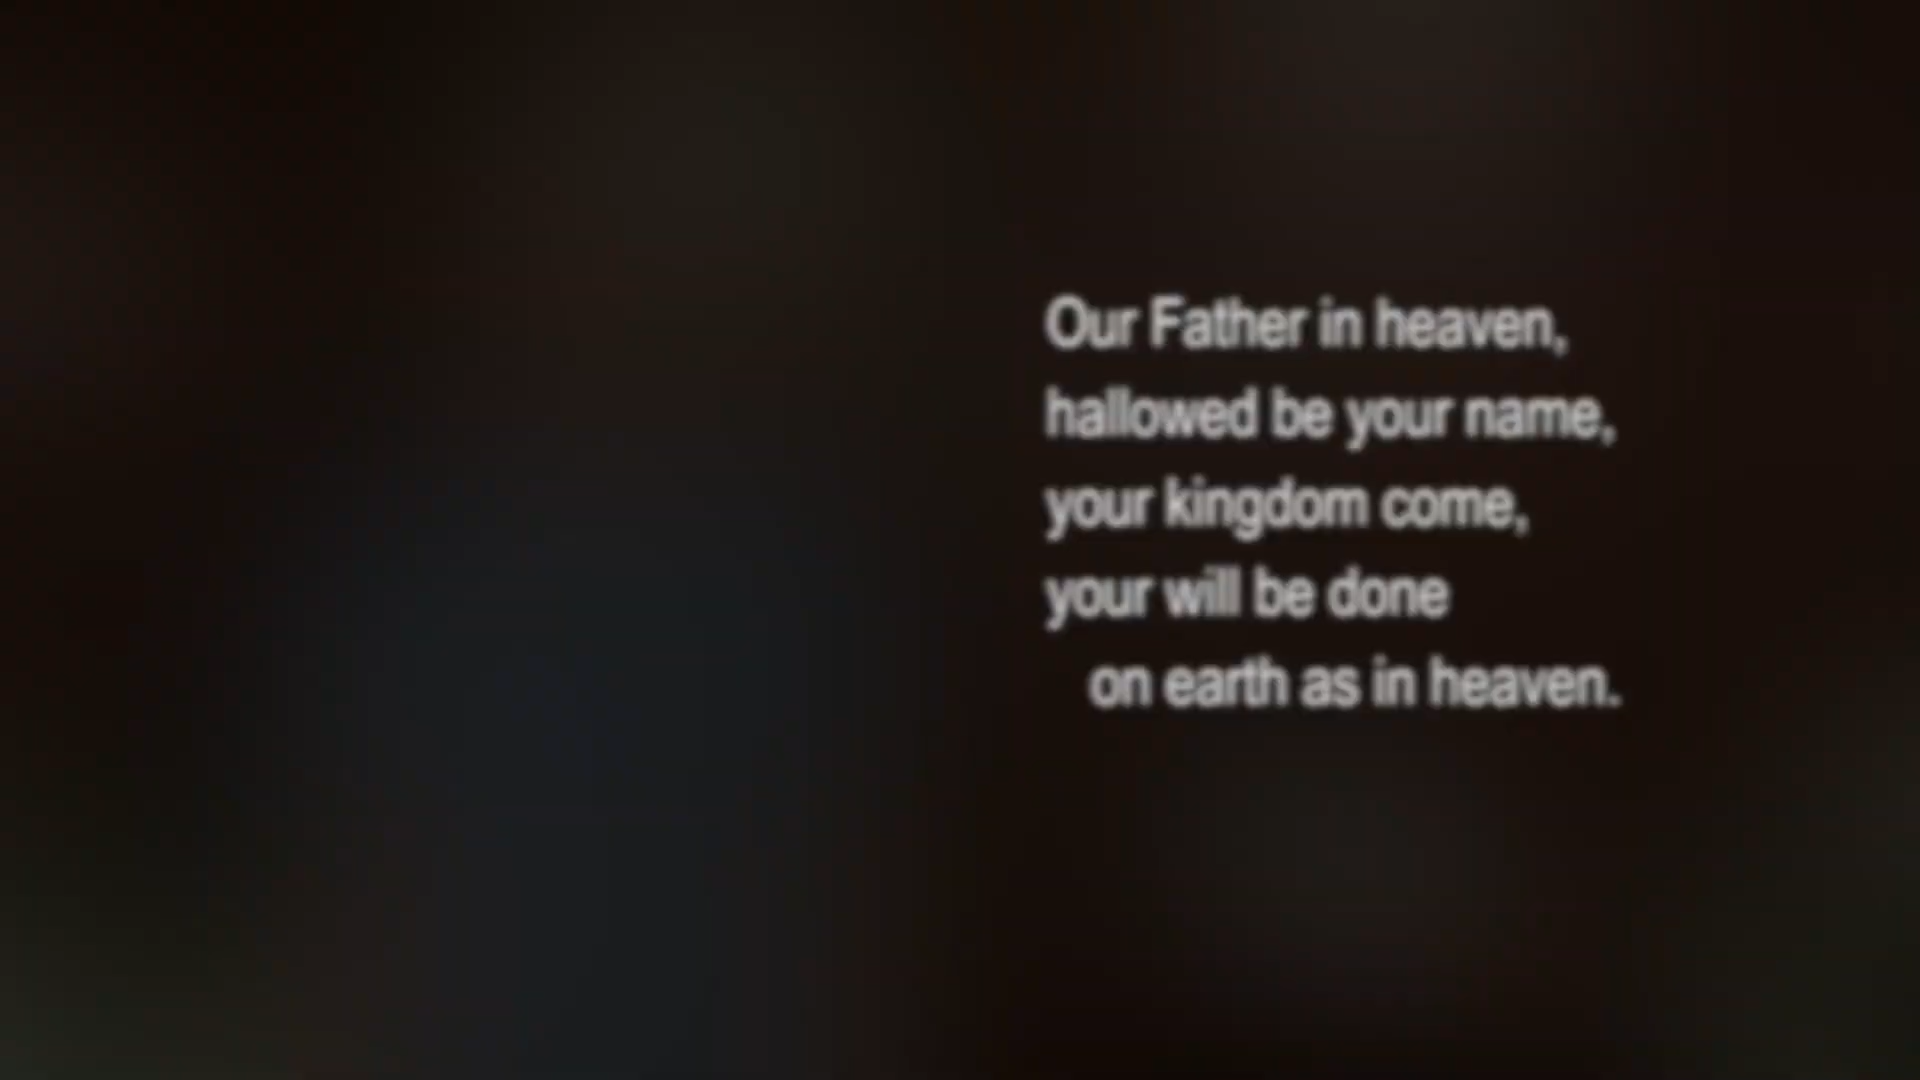 Our Father in heaven,
hallowed be your name,
your kingdom come,
your will be done
on earth as in heaven.